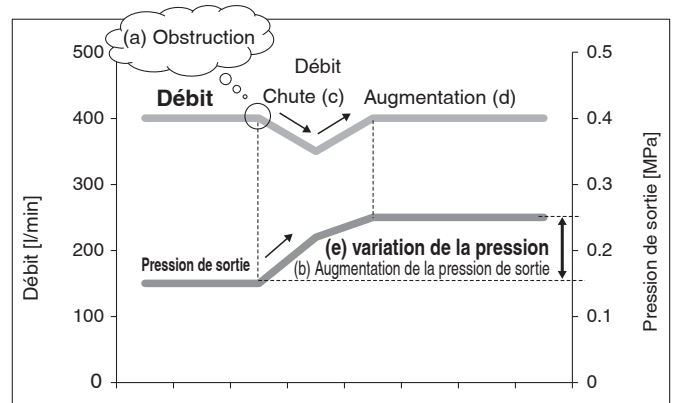 (a) Obstruction
Débit
Débit
Chute (c)
Augmentation (d)
500
400
300
200
100
0
Débit [l/min]
Pression de sortie
(e) variation de la pression
(b) Augmentation de la pression de sortie
0.5
0.4
0.3
0.2
0.1
0
Pression de sortie [MPa]